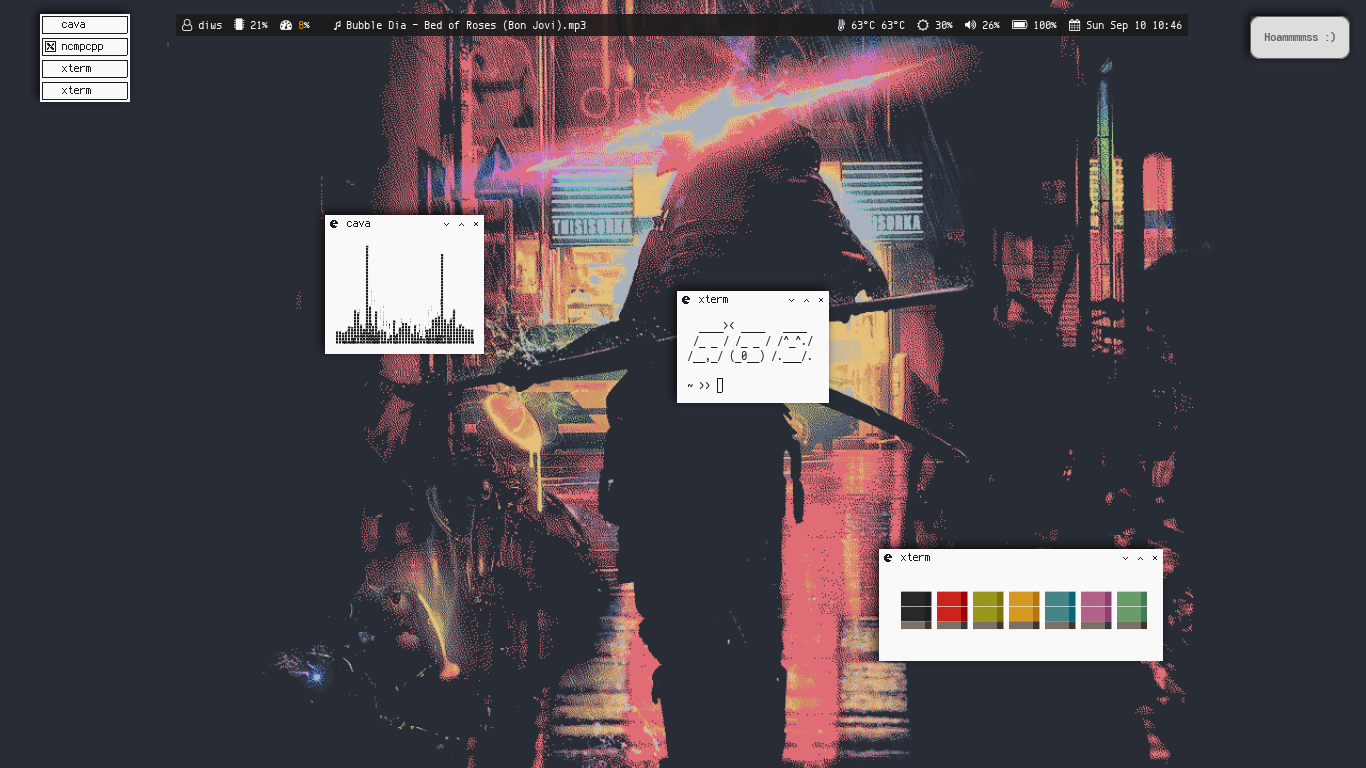 cava
ncmpcpp
xterm
xterm
diws 21% 8% Bubble Dia - Bed of Roses (Bon Jovi).mp3 63°C 63°C 30% 26% 100% Sun Sep 10 10:46
Hoammmmss :)
THISISORKA
cava
xterm
~ >>
xterm